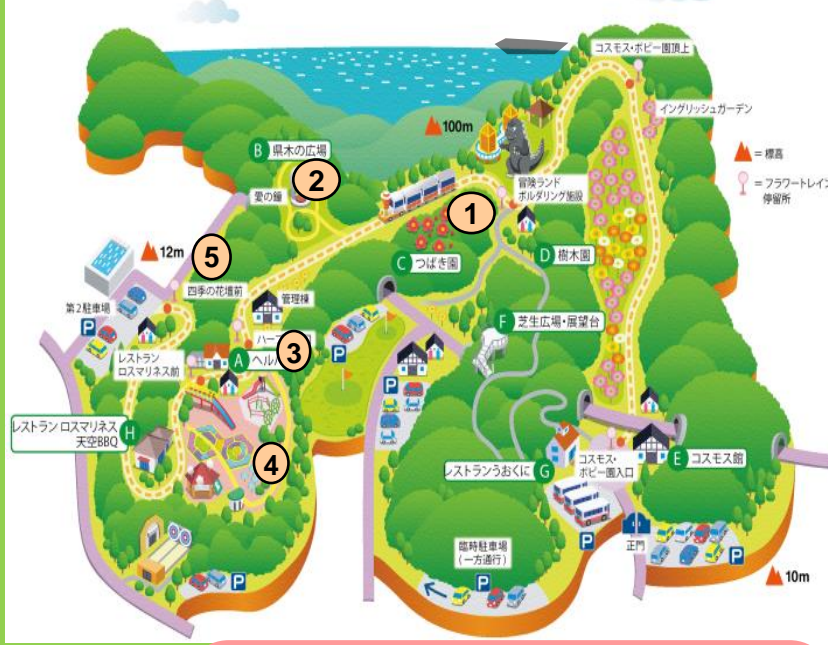 コスモス・ポピー園頂上
イングリッシュガーデン
100m
= 標高
= フラワートレイン
停留所
B 県木の広場
2
愛の鐘
冒険ランド
ボルダリング施設
1
12m
5
四季の花壇前
C つばき園
D 樹木園
管理棟
第2駐車場
P
F 芝生広場・展望台
3
P
A
レストラン
ロスマリネス前
P
レストラン ロスマリネス
天空BBQ
H
4
レストランうおくに G
コスモス・
ポピー園入口
E コスモス館
臨時駐車場
(一方通行)
P
P
正門
P
P
10m